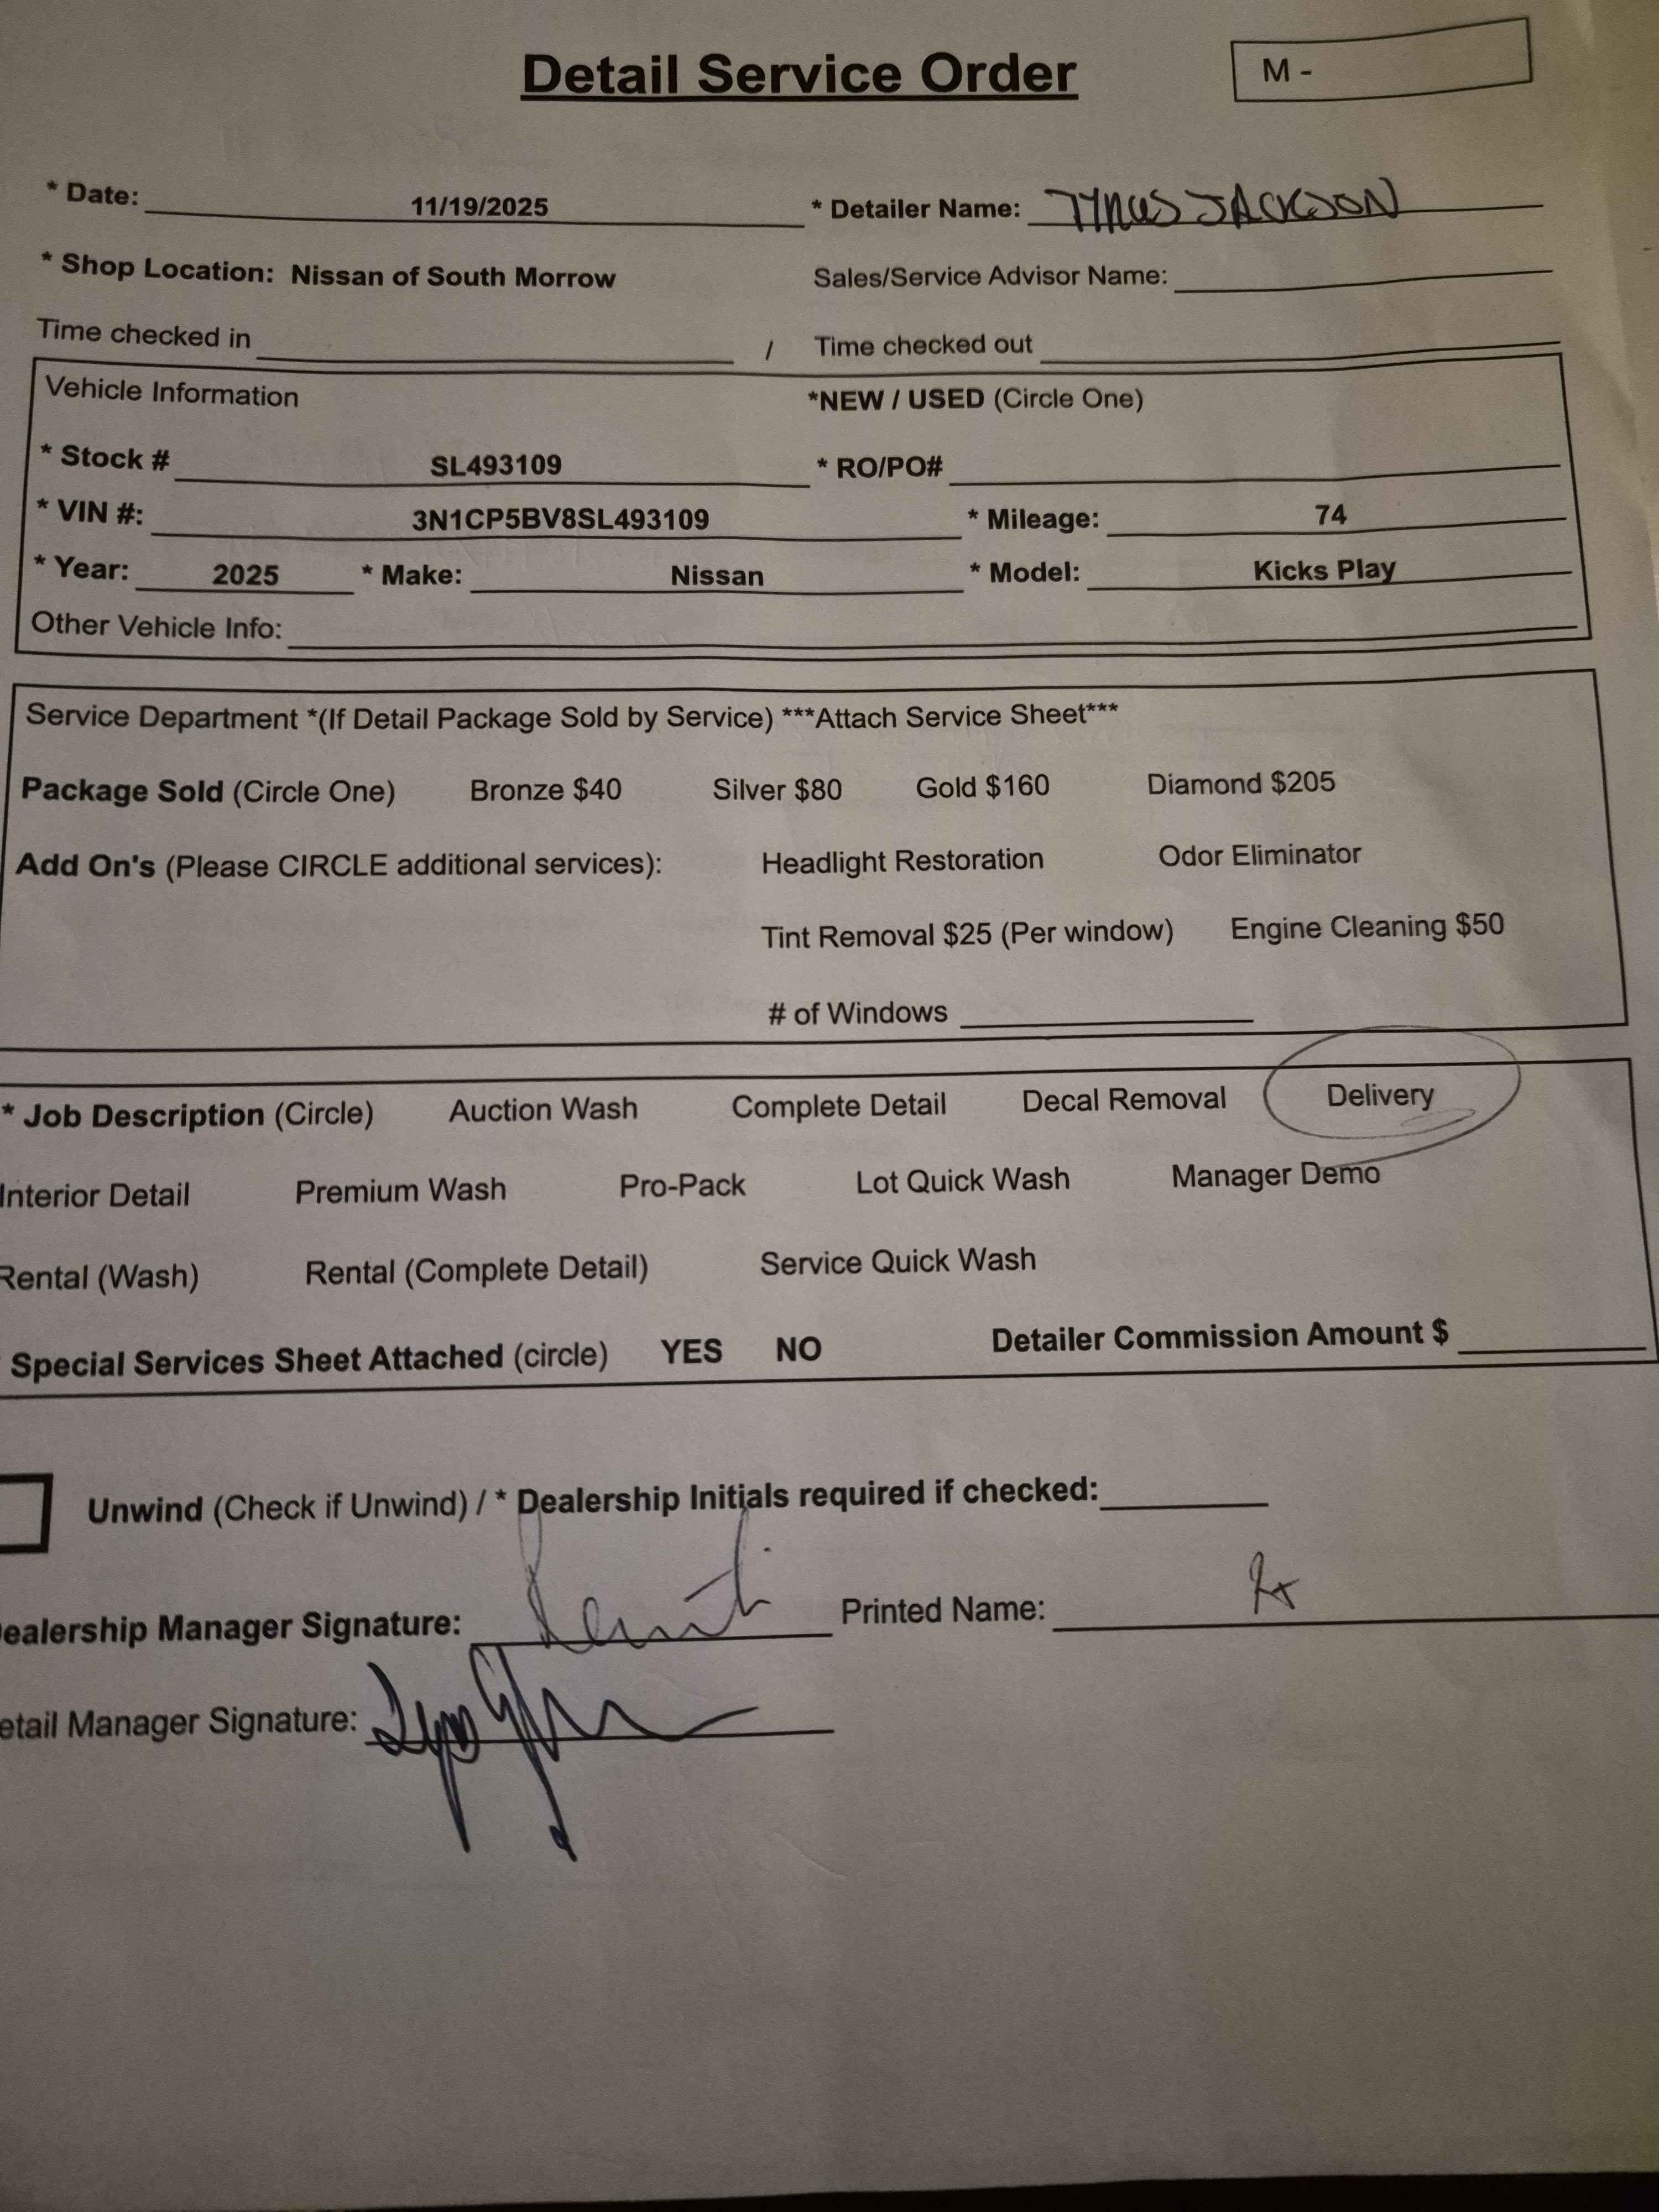 Detail Service Order
M -
* Date: 11/19/2025 * Detailer Name: TYRUS JACKSON
* Shop Location: Nissan of South Morrow Sales/Service Advisor Name:
Time checked in / Time checked out
Vehicle Information *NEW / USED (Circle One)
* Stock # SL493109 * RO/PO#
* VIN #: 3N1CP5BV8SL493109 * Mileage: 74
* Year: 2025 * Make: Nissan * Model: Kicks Play
Other Vehicle Info:
Service Department *(If Detail Package Sold by Service) ***Attach Service Sheet***
Package Sold (Circle One) Bronze $40 Silver $80 Gold $160 Diamond $205
Add On's (Please CIRCLE additional services): Headlight Restoration Odor Eliminator
Tint Removal $25 (Per window) Engine Cleaning $50
# of Windows
* Job Description (Circle) Auction Wash Complete Detail Decal Removal Delivery
Interior Detail Premium Wash Pro-Pack Lot Quick Wash Manager Demo
Rental (Wash) Rental (Complete Detail) Service Quick Wash
Special Services Sheet Attached (circle) YES NO Detailer Commission Amount $
Unwind (Check if Unwind) / * Dealership Initials required if checked:
ealership Manager Signature: Printed Name:
etail Manager Signature: